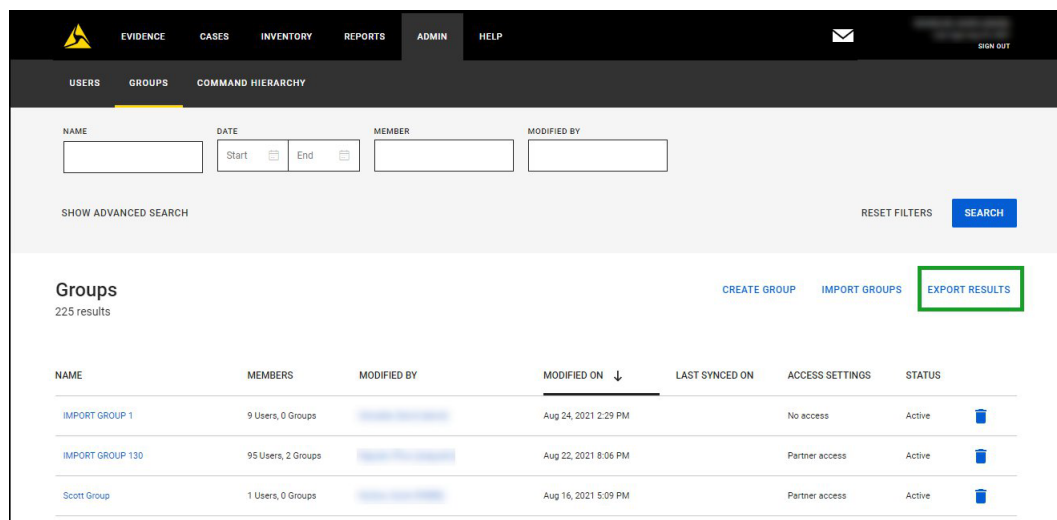 EVIDENCE CASES INVENTORY REPORTS ADMIN HELP
SIGN OUT
USERS GROUPS COMMAND HIERARCHY
NAME DATE MEMBER MODIFIED BY
Start End
SHOW ADVANCED SEARCH RESET FILTERS SEARCH
Groups CREATE GROUP IMPORT GROUPS EXPORT RESULTS
225 results
NAME MEMBERS MODIFIED BY MODIFIED ON LAST SYNCED ON ACCESS SETTINGS STATUS
IMPORT GROUP 1 9 Users, 0 Groups Aug 24, 2021 2:29 PM No access Active
IMPORT GROUP 130 95 Users, 2 Groups Aug 22, 2021 8:06 PM Partner access Active
Scott Group 1 Users, 0 Groups Aug 16, 2021 5:09 PM Partner access Active